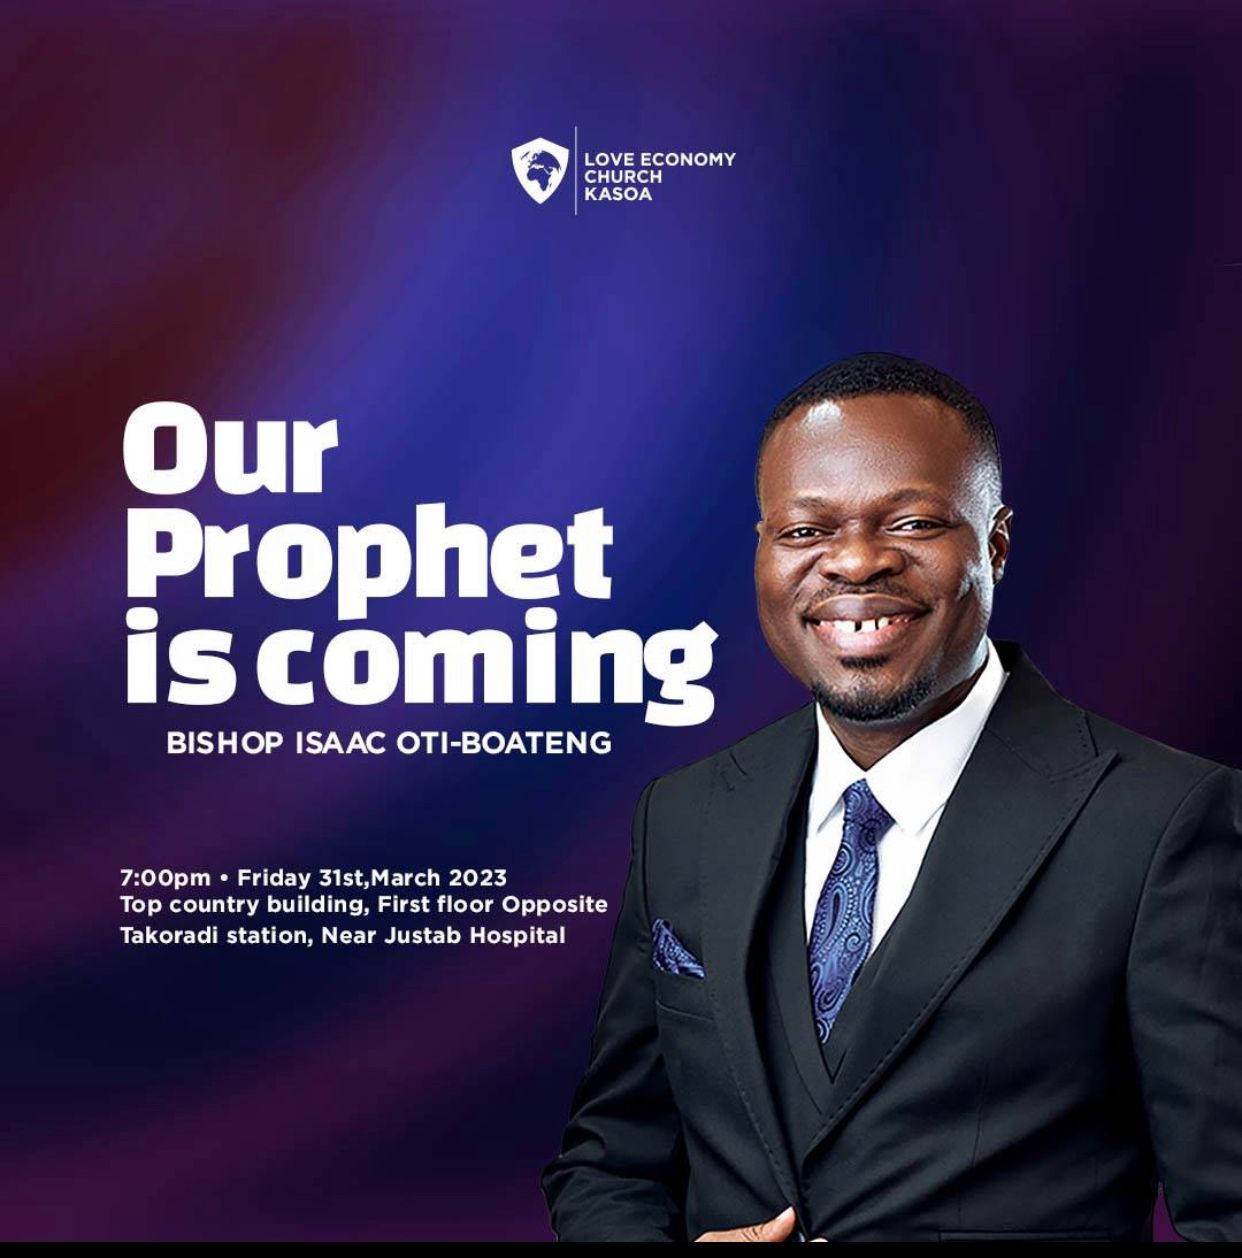 LOVE ECONOMY
CHURCH
KASOA
Our
Prophet
is coming
BISHOP ISAAC OTI-BOATENG
7:00pm • Friday 31st,March 2023
Top country building, First floor Opposite
Takoradi station, Near Justab Hospital